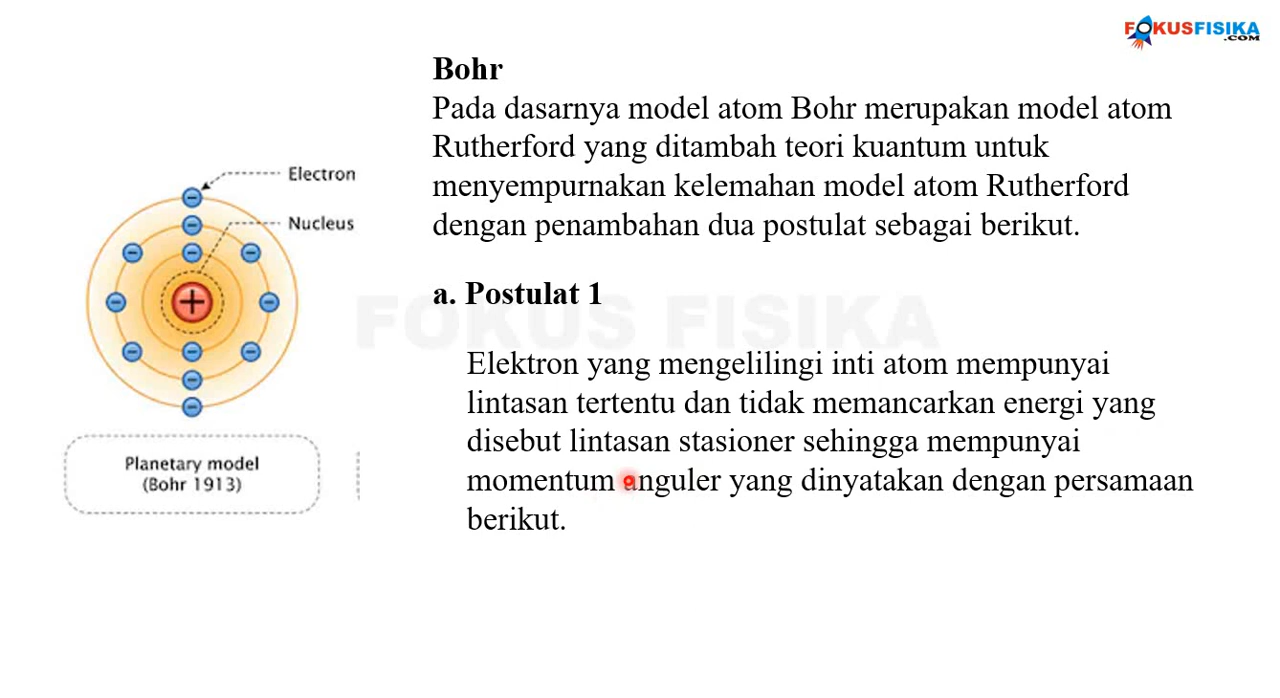 FOKUSFISIKA
.COM
Bohr
Pada dasarnya model atom Bohr merupakan model atom
Rutherford yang ditambah teori kuantum untuk
menyempurnakan kelemahan model atom Rutherford
dengan penambahan dua postulat sebagai berikut.
Electron
Nucleus
a. Postulat 1
FOKUS FISIKA
Elektron yang mengelilingi inti atom mempunyai
lintasan tertentu dan tidak memancarkan energi yang
disebut lintasan stasioner sehingga mempunyai
momentum anguler yang dinyatakan dengan persamaan
berikut.
Planetary model
(Bohr 1913)